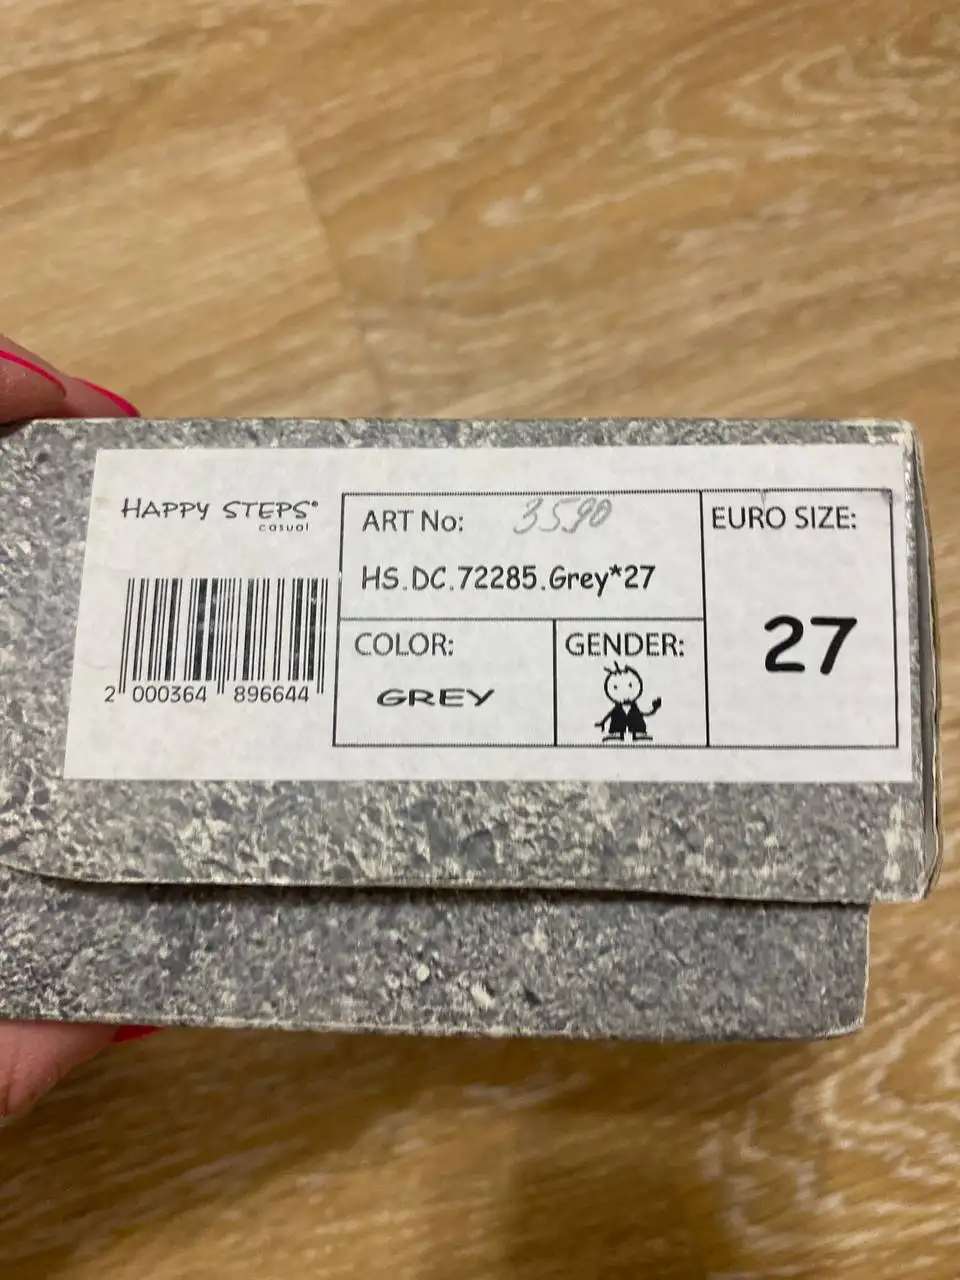 HAPPY STEPS®
casual
2 000364 896644
ART No: 3590
HS.DC.72285.Grey*27
COLOR:
GREY
GENDER:
EURO SIZE:
27